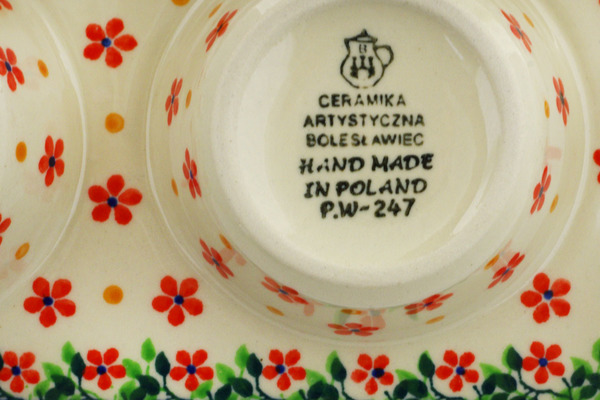 B
CERAMIKA
ARTYSTYCZNA
BOLESŁAWIEC
HAND MADE
IN POLAND
P.W-247